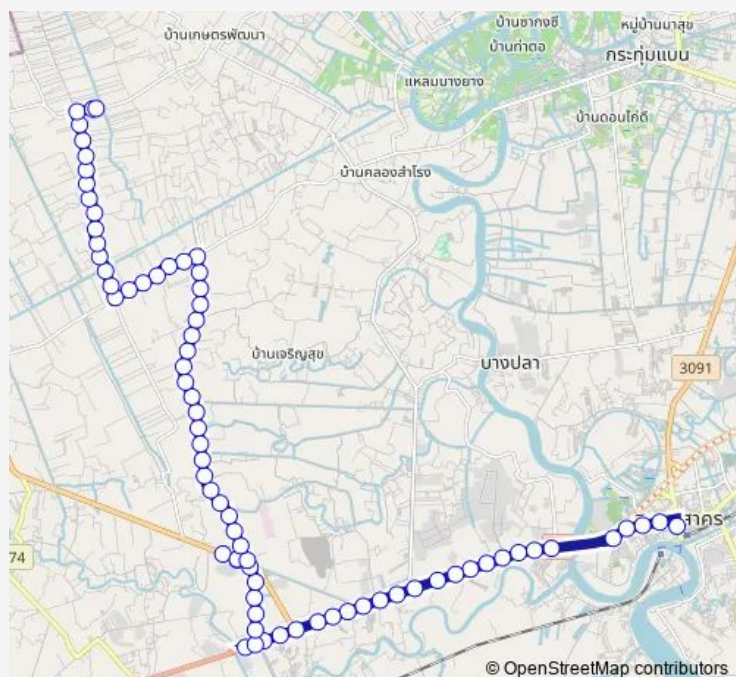 บ้านซากงซี
หมู่บ้านนาสุข
บ้านเกษตรพัฒนา
บ้านท่าตอ
กระทุ่มแบน
แหลมบางยาง
บ้านดอนไก่ดี
บ้านคลองสำโรง
บ้านเจริญสุข
บางปลา
3091
สาคร
74
© OpenStreetMap contributors